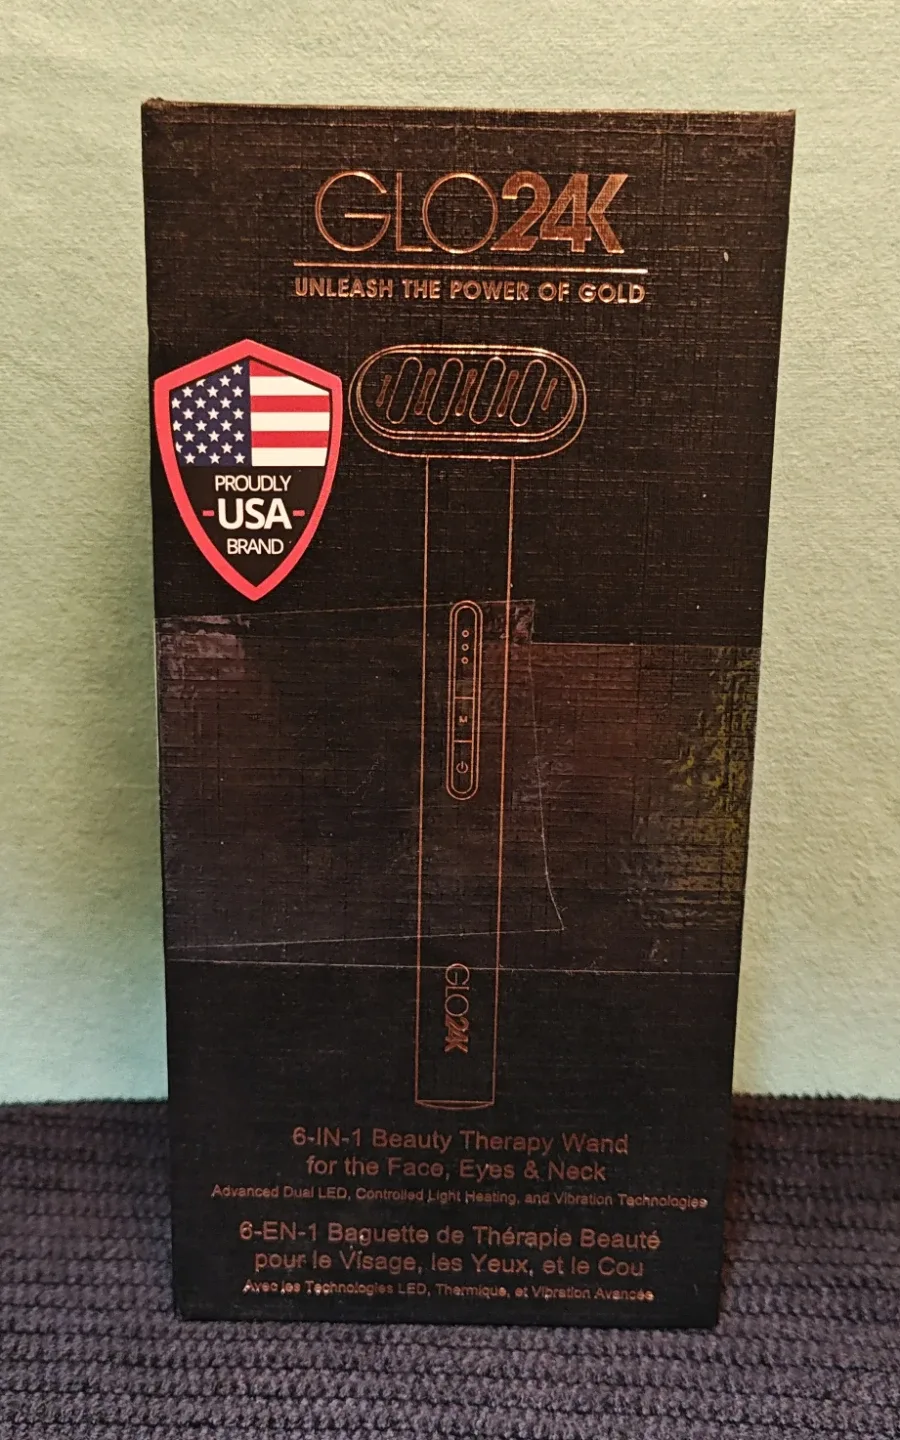 GLO24K
UNLEASH THE POWER OF GOLD
PROUDLY
-USA-
BRAND
M
GLO24K
6-IN-1 Beauty Therapy Wand
for the Face, Eyes & Neck
Advanced Dual LED, Controlled Light Heating, and Vibration Technologies
6-EN-1 Baguette de Thérapie Beauté
pour le Visage, les Yeux, et le Cou
Avec les Technologies LED, Thermique, et Vibration Avancés